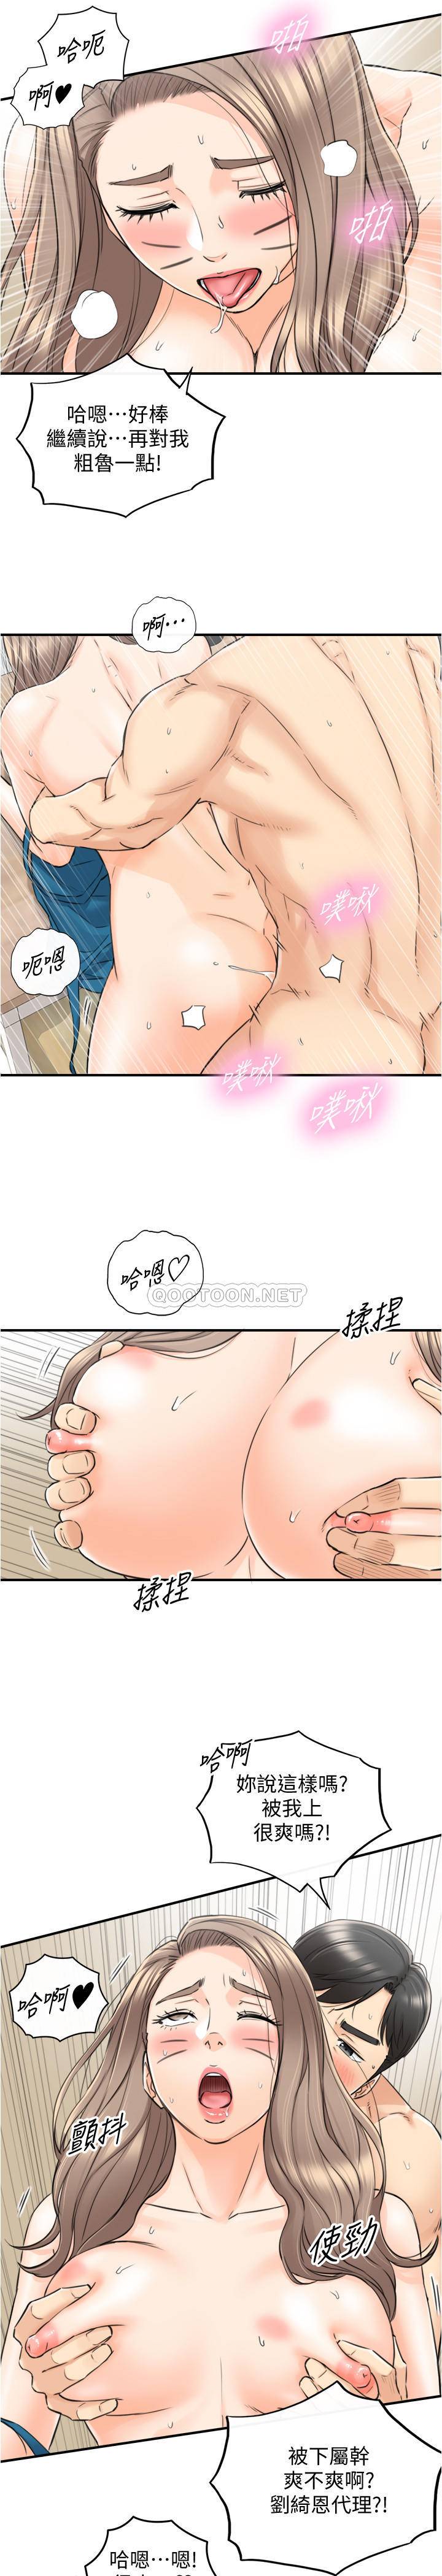 哈呃
啊♥
啪
啪
哈嗯⋯好棒
繼續說⋯再對我
粗魯一點!
啊⋯
噗啾
呃嗯
噗啾
噗啾
哈嗯♡
QOOTOON.NET
揉捏
揉捏
哈啊
妳說這樣嗎?
被我上
很爽嗎?!
哈啊♥
顫抖
使勁
被下屬幹
爽不爽啊?
劉綺恩代理?!
哈嗯⋯嗯!